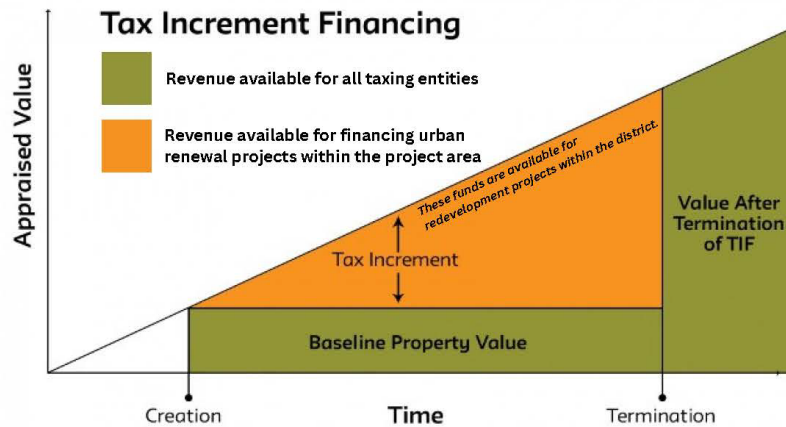 Tax Increment Financing
Revenue available for all taxing entities
Revenue available for financing urban
renewal projects within the project area
Appraised Value
These funds are available for
redevelopment projects within the district.
Tax Increment
Value After
Termination
of TIF
Baseline Property Value
Creation
Time
Termination